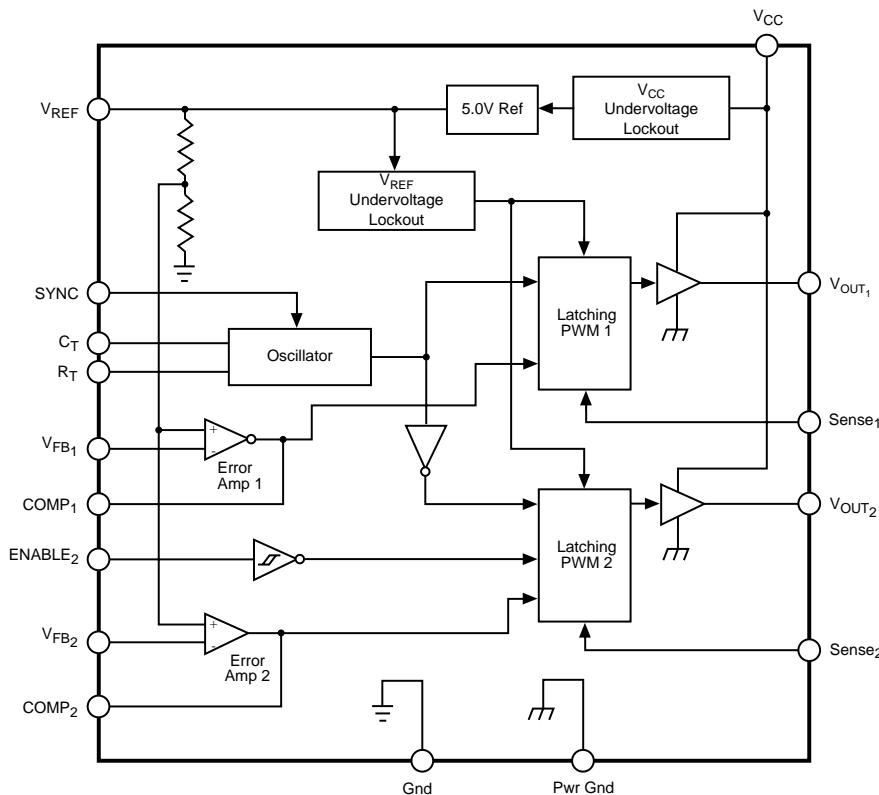 VCC
VREF
5.0V Ref
VCC
Undervoltage
Lockout
VREF
Undervoltage
Lockout
SYNC
CT
RT
Oscillator
Latching
PWM 1
VOUT1
VFB1
+
-
Error
Amp 1
Sense1
COMP1
ENABLE2
Latching
PWM 2
VOUT2
VFB2
+
-
Error
Amp 2
Sense2
COMP2
Gnd
Pwr Gnd